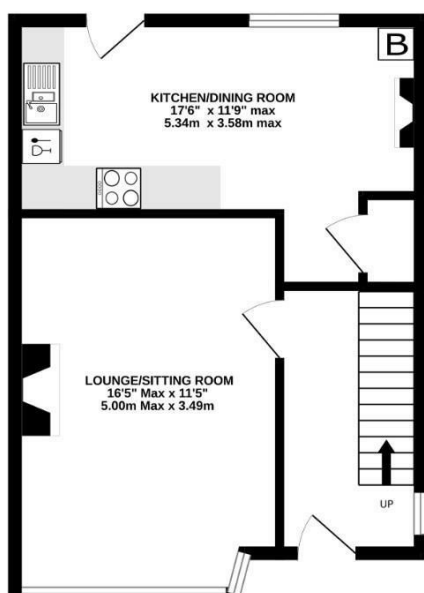 B
KITCHEN/DINING ROOM
17'6" x 11'9" max
5.34m x 3.58m max
LOUNGE/SITTING ROOM
16'5" Max x 11'5"
5.00m Max x 3.49m
UP